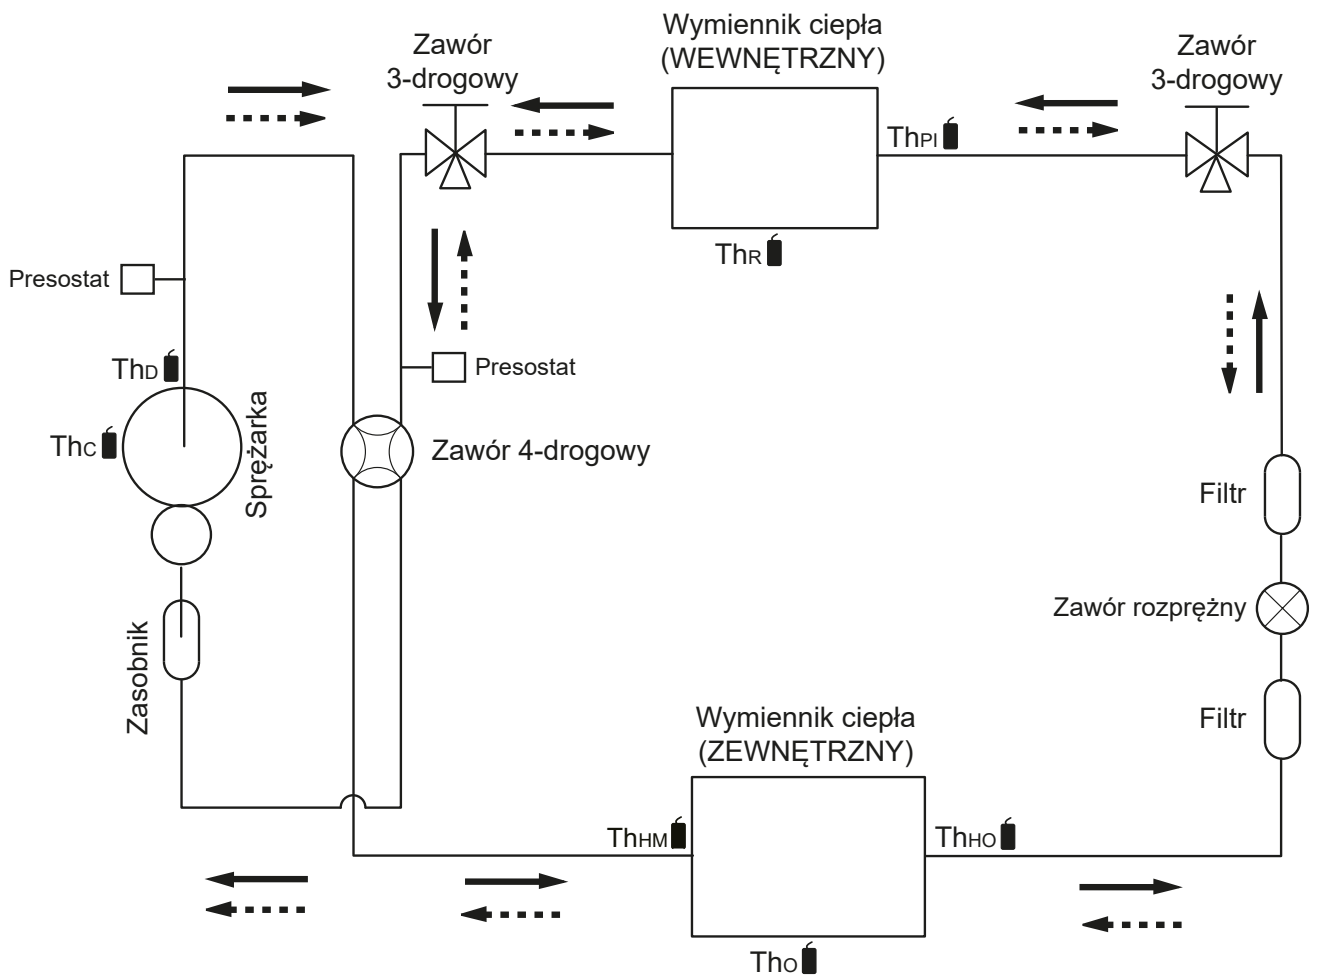 Wymiennik ciepła
(WEWNĘTRZNY)
Zawór
3-drogowy
Zawór
3-drogowy
ThPI
ThR
Presostat
ThD
Presostat
ThC
Sprężarka
Zawór 4-drogowy
Filtr
Zawór rozprężny
Zasobnik
Filtr
Wymiennik ciepła
(ZEWNĘTRZNY)
ThHM
ThHO
ThO